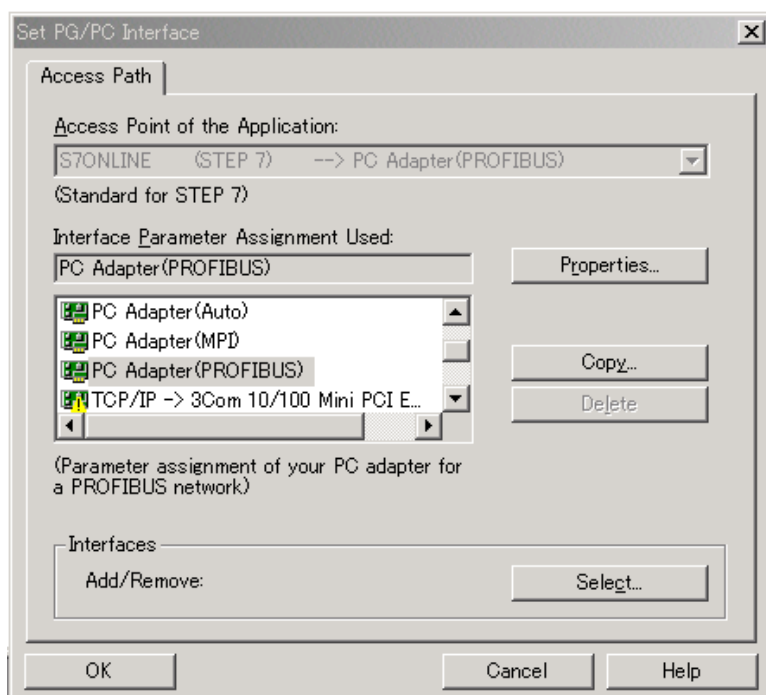 Set PG/PC Interface
Access Path
Access Point of the Application:
S7ONLINE (STEP 7) --> PC Adapter(PROFIBUS)
(Standard for STEP 7)
Interface Parameter Assignment Used:
PC Adapter(PROFIBUS)
Properties...
PC Adapter(Auto)
PC Adapter(MPI)
PC Adapter(PROFIBUS)
TCP/IP -> 3Com 10/100 Mini PCI E...
Copy...
Delete
(Parameter assignment of your PC adapter for
a PROFIBUS network)
Interfaces
Add/Remove:
Select...
OK
Cancel
Help